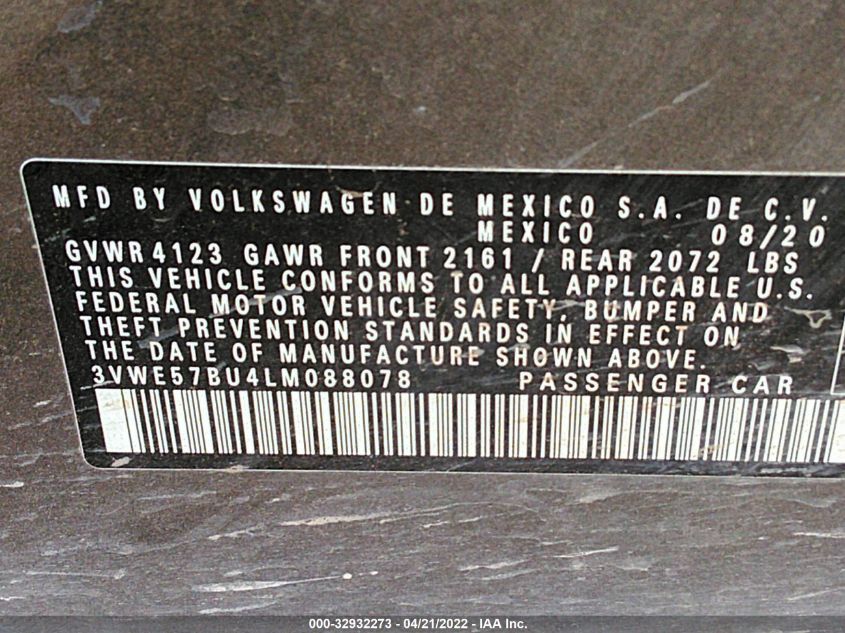 MFD BY VOLKSWAGEN DE MEXICO S.A. DE C.V.
MEXICO 08/20
GVWR 4123 GAWR FRONT 2161 / REAR 2072 LBS
THIS VEHICLE CONFORMS TO ALL APPLICABLE U.S.
FEDERAL MOTOR VEHICLE SAFETY, BUMPER AND
THEFT PREVENTION STANDARDS IN EFFECT ON
THE DATE OF MANUFACTURE SHOWN ABOVE.
3VWE57BU4LM088078 PASSENGER CAR
000-32932273 - 04/21/2022 - IAA Inc.